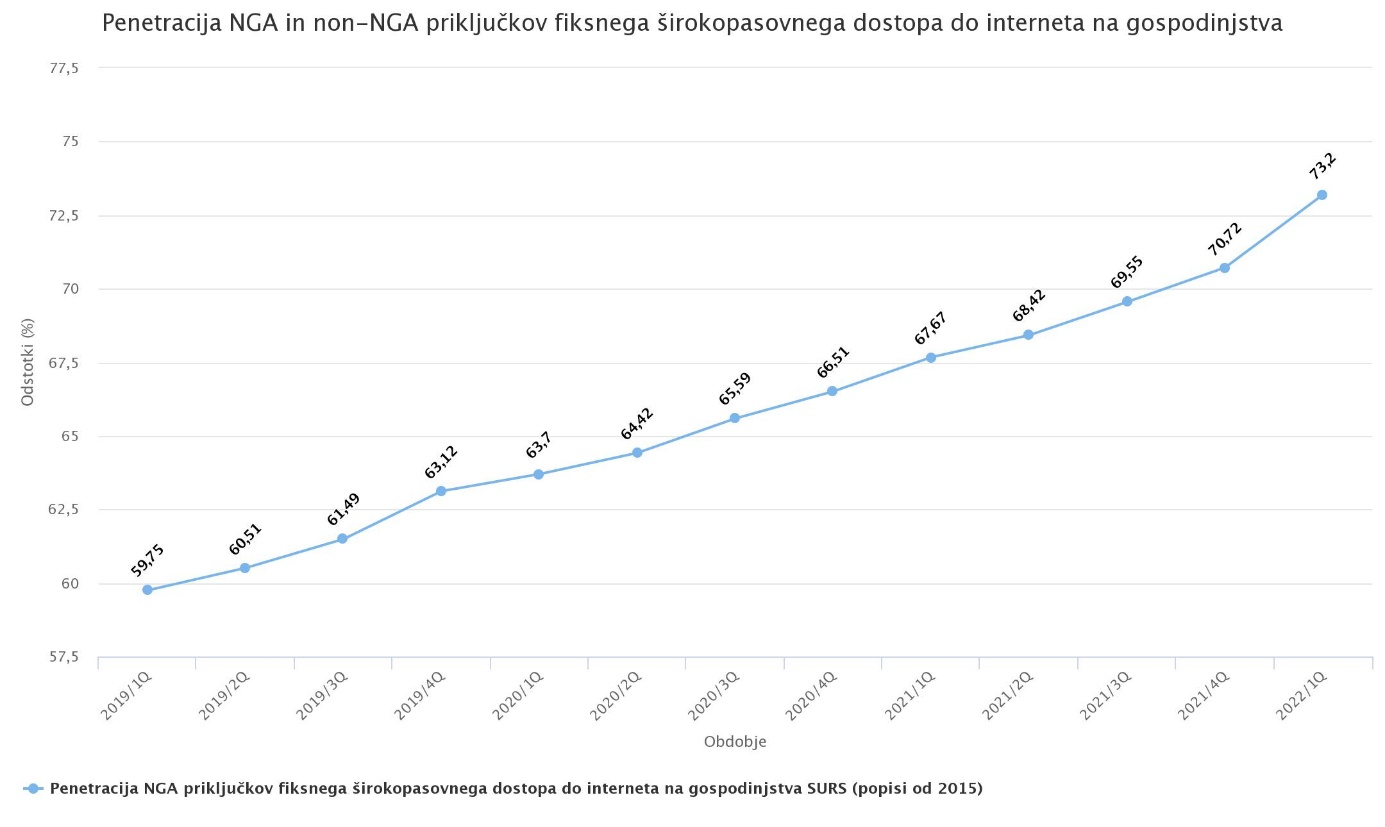 Penetracija NGA in non-NGA priključkov fiksnega širokopasovnega dostopa do interneta na gospodinjstva
77,5
75
72,5
70
67,5
65
62,5
60
57,5
Odstotki (%)
59,75
60,51
61,49
63,12
63,7
64,42
65,59
66,51
67,67
68,42
69,55
70,72
73,2
2019/1Q
2019/2Q
2019/3Q
2019/4Q
2020/1Q
2020/2Q
2020/3Q
2020/4Q
2021/1Q
2021/2Q
2021/3Q
2021/4Q
2022/1Q
Obdobje
Penetracija NGA priključkov fiksnega širokopasovnega dostopa do interneta na gospodinjstva SURS (popisi od 2015)